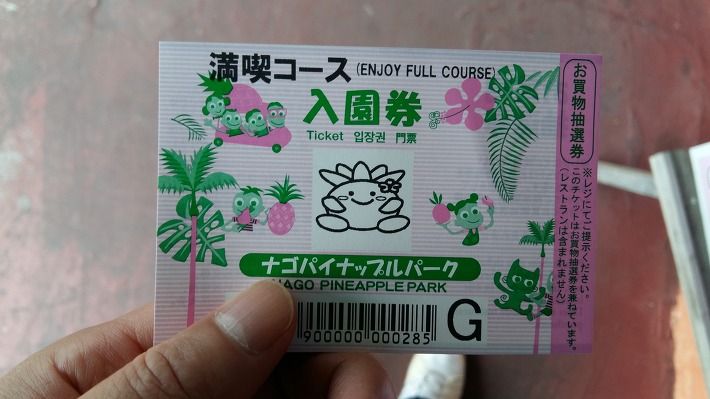 満喫コース (ENJOY FULL COURSE)
入園券
Ticket 입장권 門票
ナゴパイナップルパーク
NAGO PINEAPPLE PARK
900000 000285
G
お買物抽選券
※レジにてご提示ください。
このチケットはお買物抽選券を兼ねています。
(レストランは含まれません)